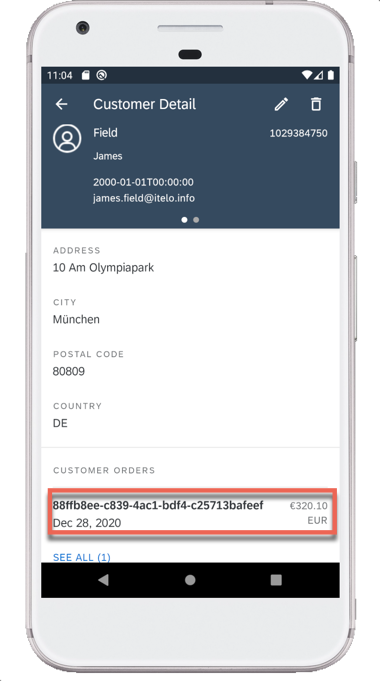 11:04
Customer Detail
Field
1029384750
James
2000-01-01T00:00:00
james.field@itelo.info
ADDRESS
10 Am Olympiapark
CITY
München
POSTAL CODE
80809
COUNTRY
DE
CUSTOMER ORDERS
88ffb8ee-c839-4ac1-bdf4-c25713bafeef
€320.10
Dec 28, 2020
EUR
SEE ALL (1)